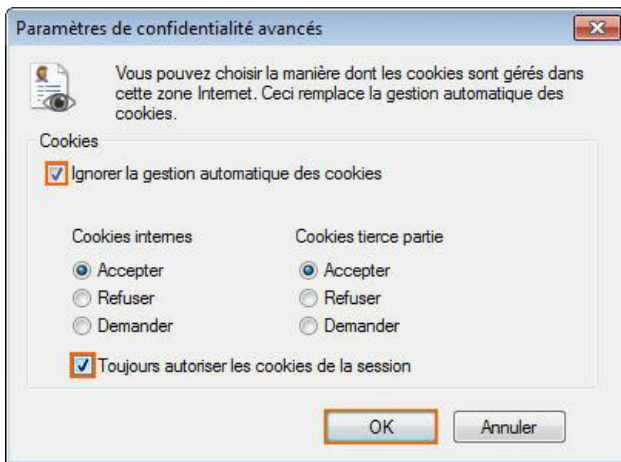 Paramètres de confidentialité avancés
Vous pouvez choisir la manière dont les cookies sont gérés dans
cette zone Internet. Ceci remplace la gestion automatique des
cookies.
Cookies
Ignorer la gestion automatique des cookies
Cookies internes
Cookies tierce partie
Accepter
Accepter
Refuser
Refuser
Demander
Demander
Toujours autoriser les cookies de la session
OK
Annuler